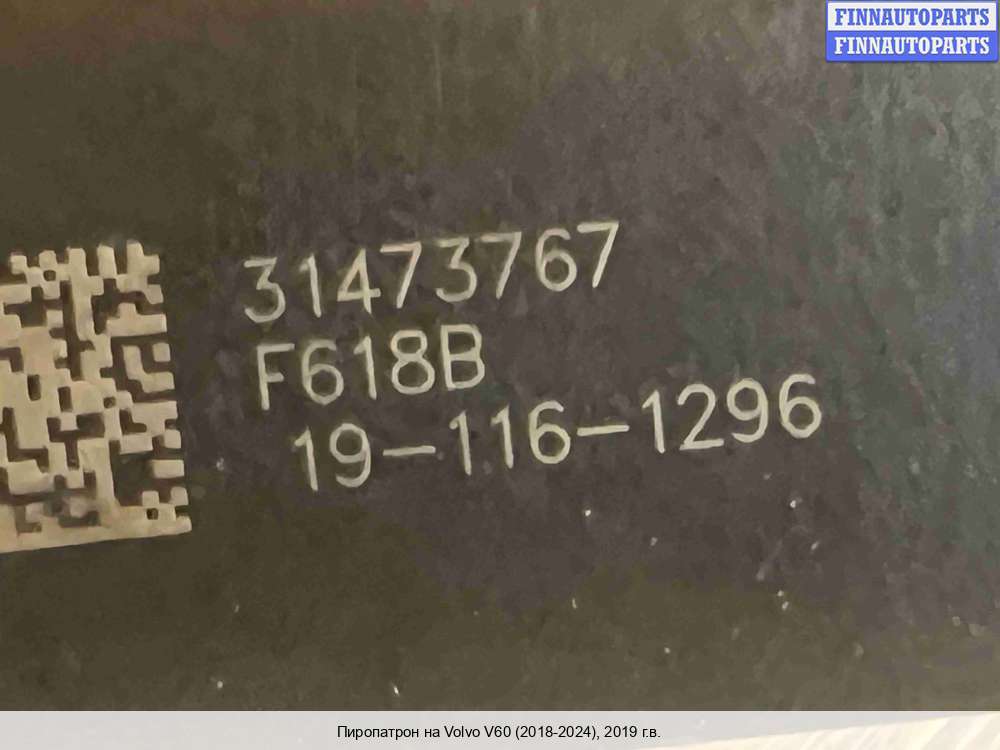 FINNAUTOPARTS
FINNAUTOPARTS
31473767
F618B
19-116-1296
Пиропатрон на Volvo V60 (2018-2024), 2019 г.в.